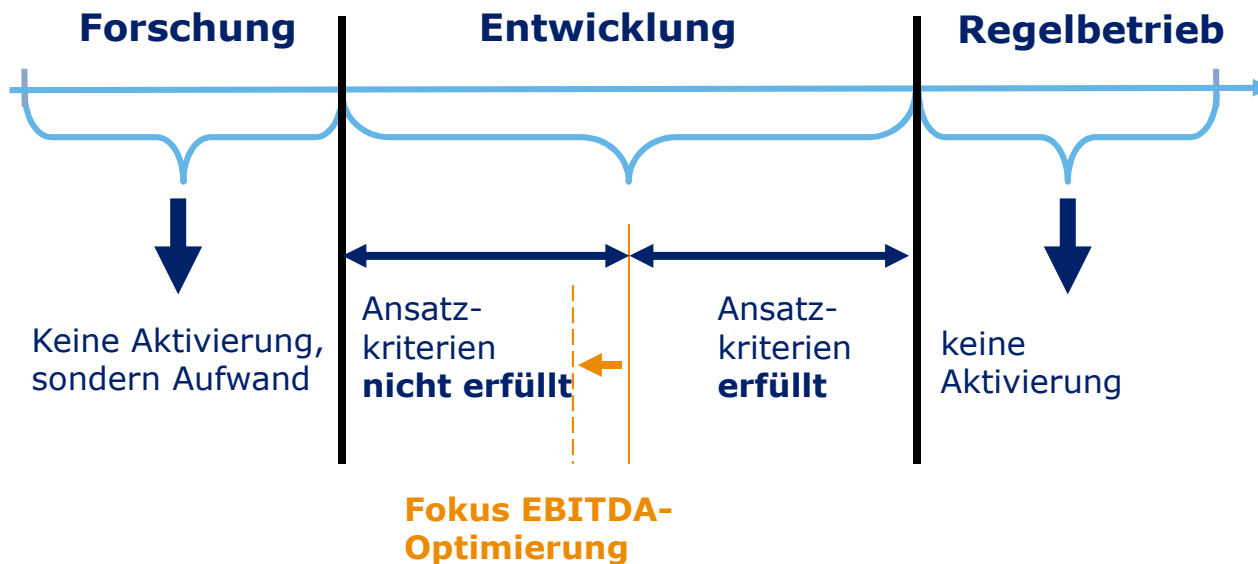 Forschung
Entwicklung
Regelbetrieb
Keine Aktivierung,
sondern Aufwand
Ansatz-
kriterien
nicht erfüllt
Ansatz-
kriterien
erfüllt
keine
Aktivierung
Fokus EBITDA-
Optimierung